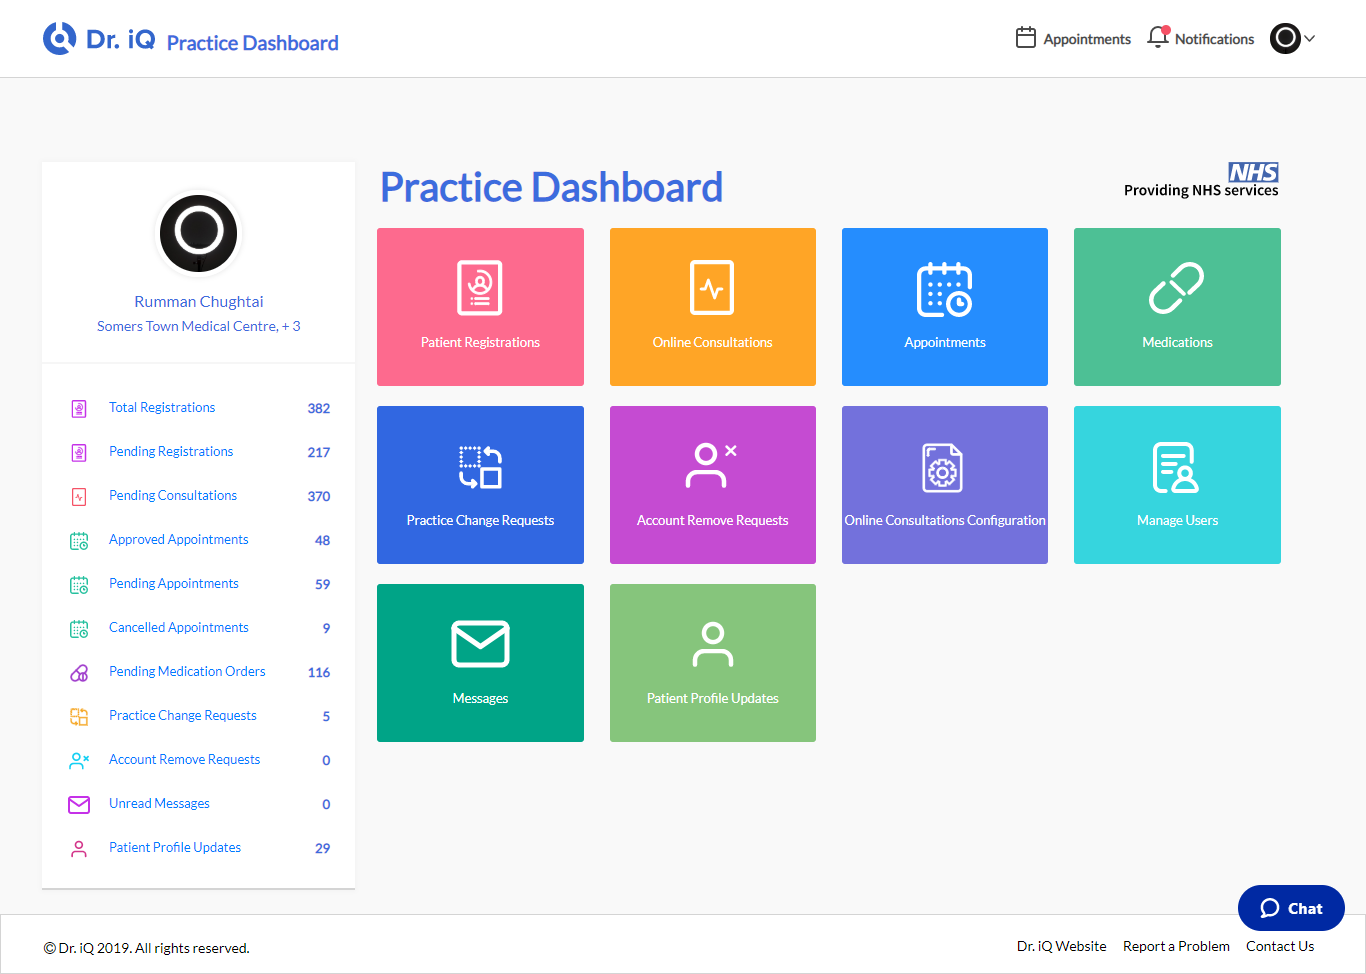 Dr. iQ Practice Dashboard
Appointments
Notifications
Rumman Chughtai
Somers Town Medical Centre, + 3
Total Registrations 382
Pending Registrations 217
Pending Consultations 370
Approved Appointments 48
Pending Appointments 59
Cancelled Appointments 9
Pending Medication Orders 116
Practice Change Requests 5
Account Remove Requests 0
Unread Messages 0
Patient Profile Updates 29
Practice Dashboard
NHS
Providing NHS services
Patient Registrations
Online Consultations
Appointments
Medications
Practice Change Requests
Account Remove Requests
Online Consultations Configuration
Manage Users
Messages
Patient Profile Updates
Chat
© Dr. iQ 2019. All rights reserved.
Dr. iQ Website
Report a Problem
Contact Us